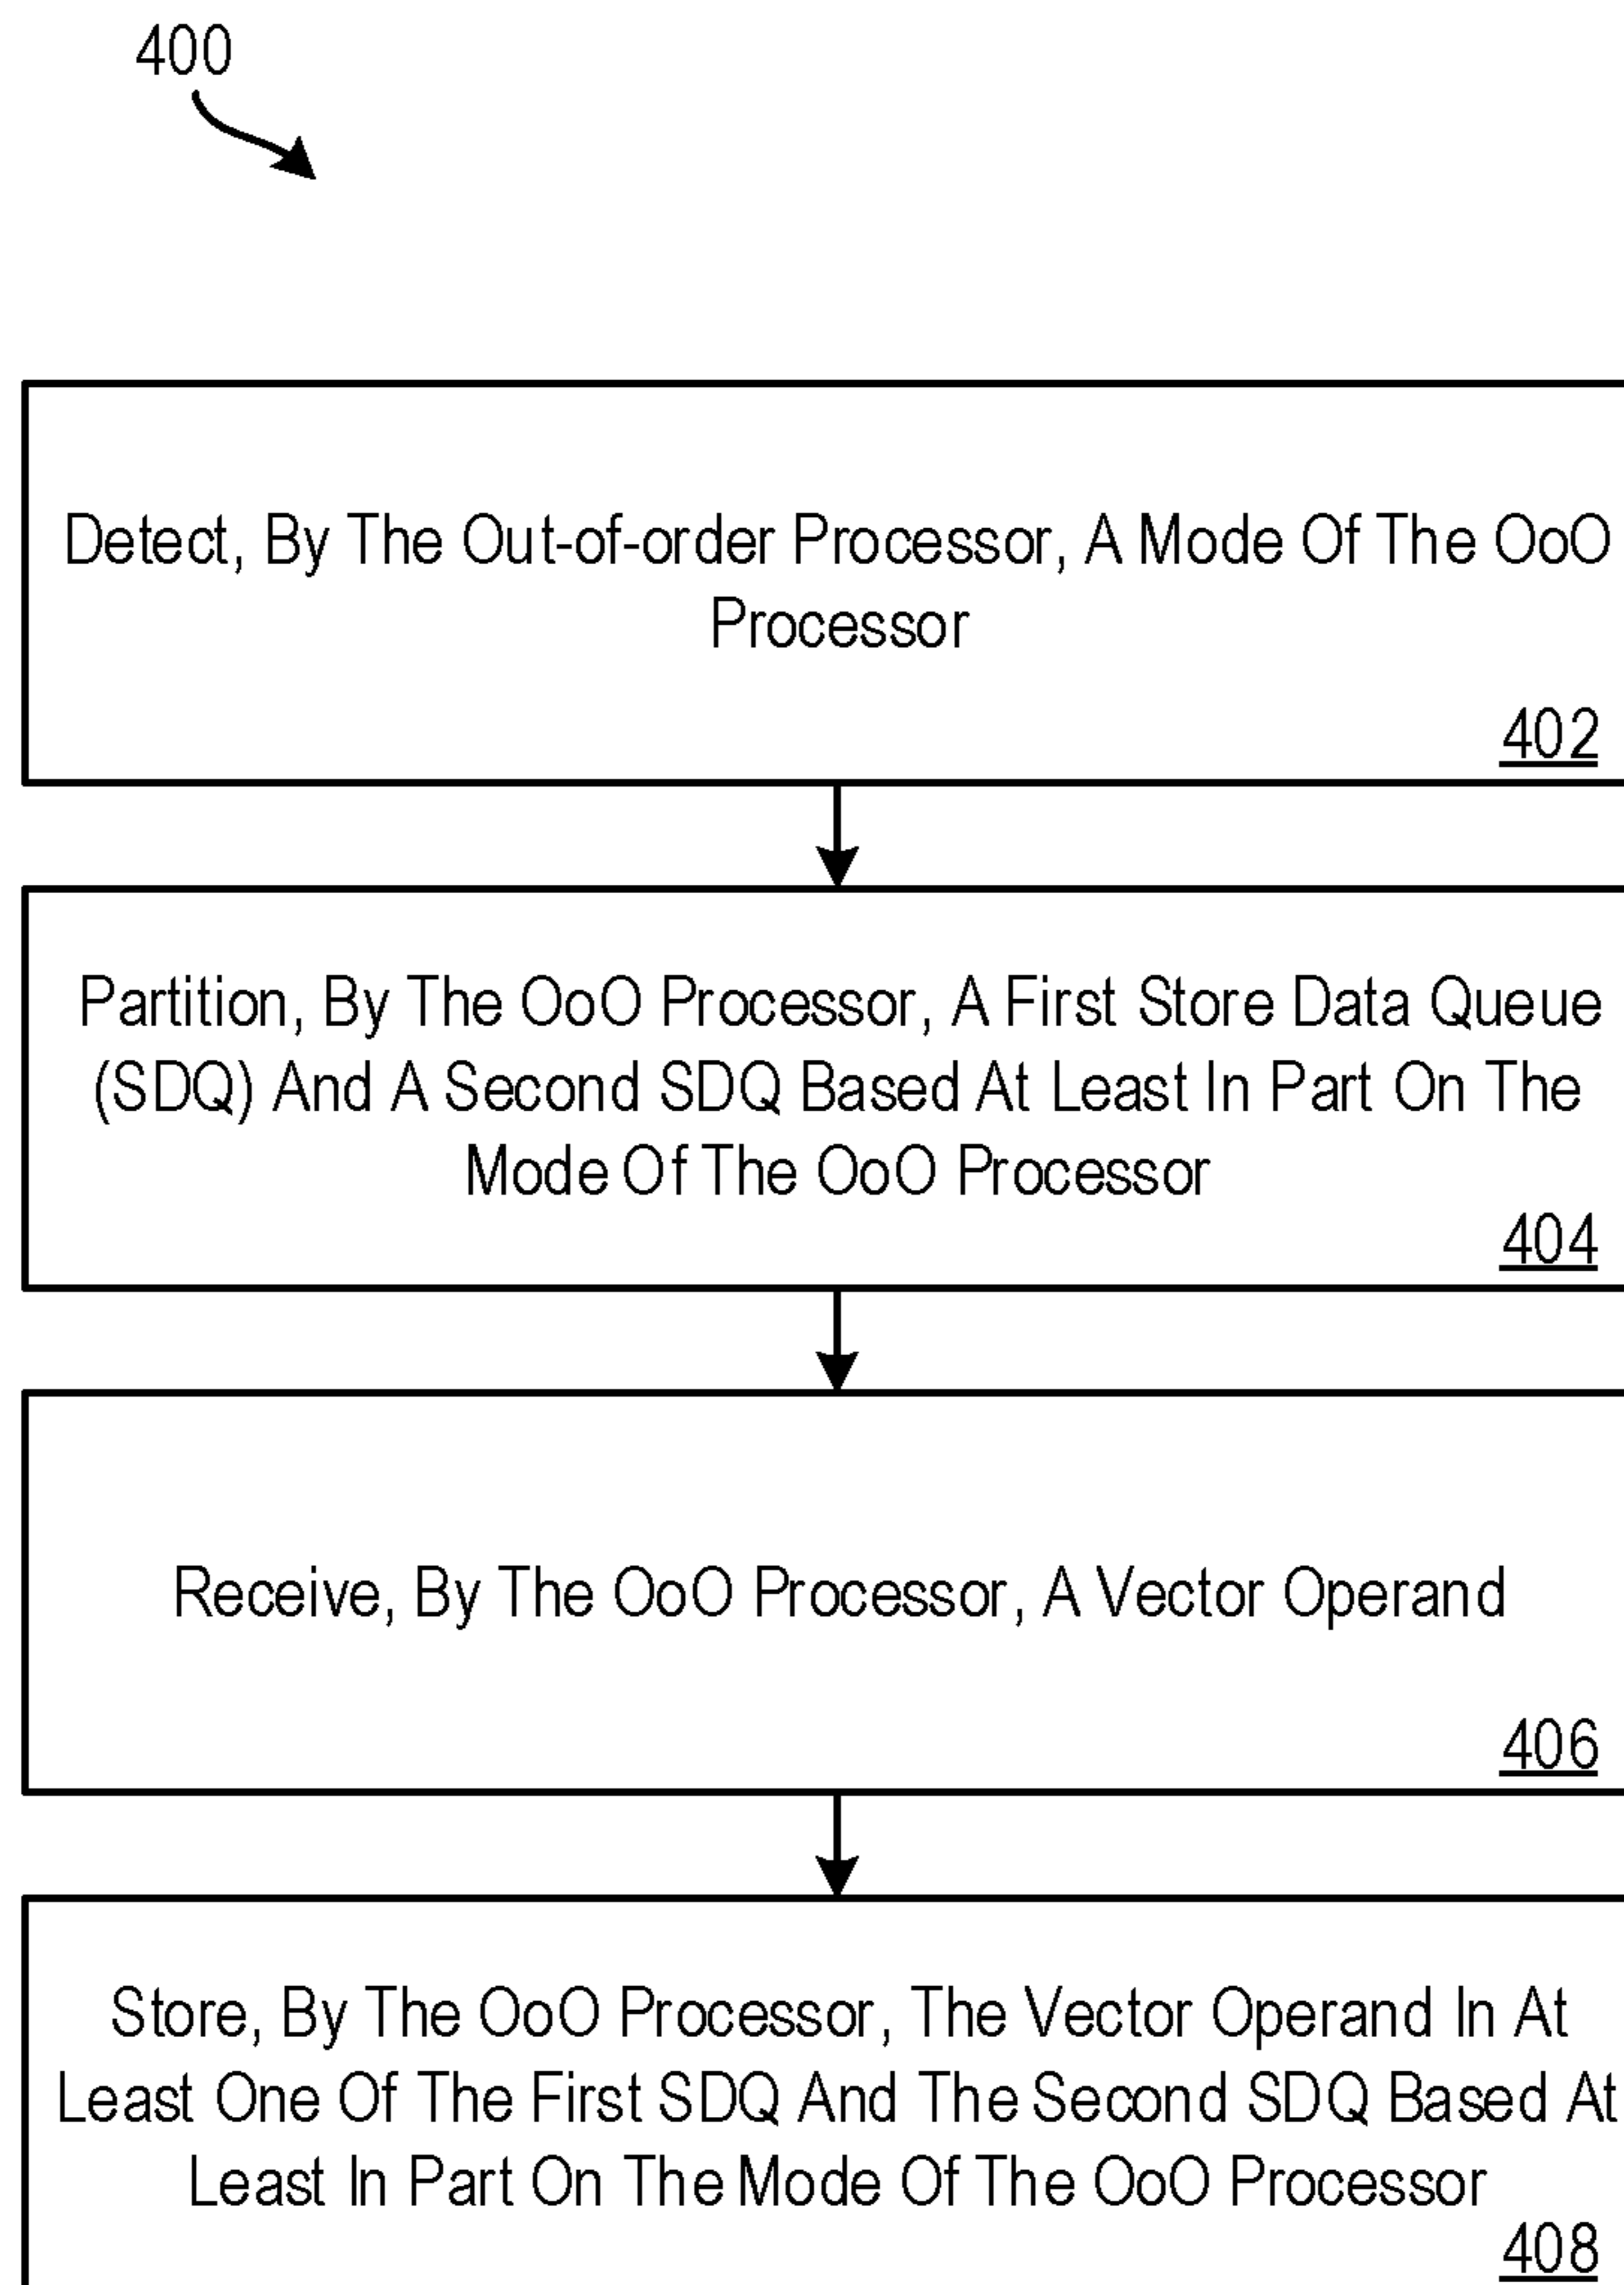 400
Detect, By The Out-of-order Processor, A Mode Of The OoO
Processor
402
Partition, By The OoO Processor, A First Store Data Queue
(SDQ) And A Second SDQ Based At Least In Part On The
Mode Of The OoO Processor
404
Receive, By The OoO Processor, A Vector Operand
406
Store, By The OoO Processor, The Vector Operand In At
Least One Of The First SDQ And The Second SDQ Based At
Least In Part On The Mode Of The OoO Processor
408